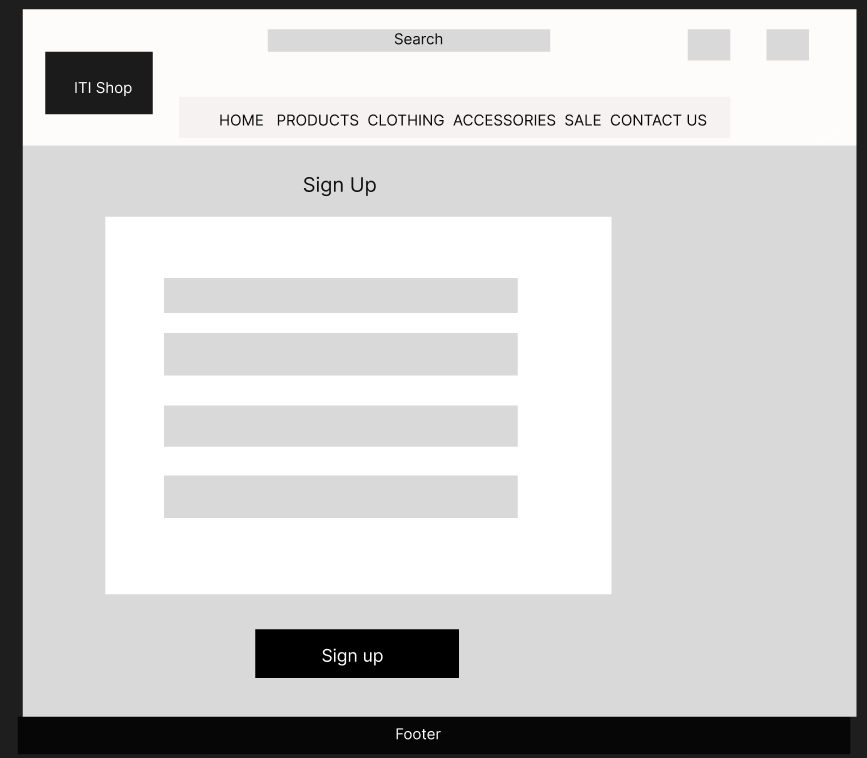 Search
ITI Shop
HOME PRODUCTS CLOTHING ACCESSORIES SALE CONTACT US
Sign Up
Sign up
Footer